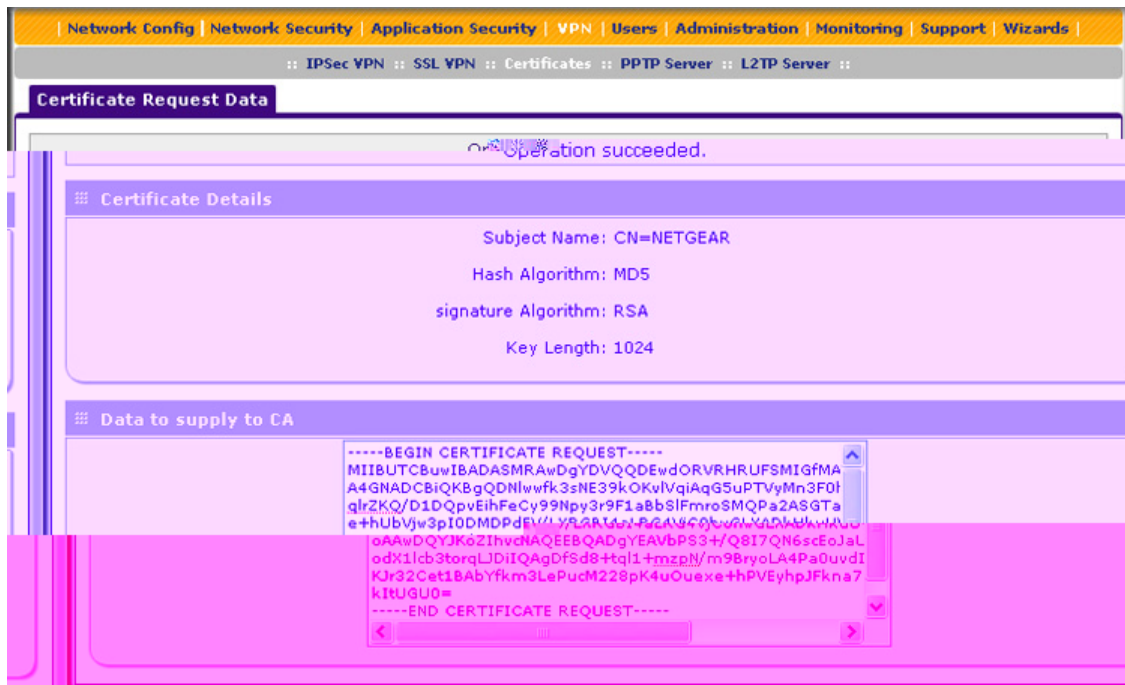 | Network Config | Network Security | Application Security | VPN | Users | Administration | Monitoring | Support | Wizards |
:: IPSec VPN :: SSL VPN :: Certificates :: PPTP Server :: L2TP Server ::
Certificate Request Data
Operation succeeded.
Certificate Details
Subject Name: CN=NETGEAR
Hash Algorithm: MD5
signature Algorithm: RSA
Key Length: 1024
Data to supply to CA
-----BEGIN CERTIFICATE REQUEST-----
MIIBUTCBuwIBADASMRAwDgYDVQQDEwdORVRHRUFSMIGfMA
A4GNADCBiQKBgQDNlwwfk3sNE39kOKvlVqiAqG5uPTVyMn3F0h
qlrZKQ/D1DQpvEihFeCy99Npy3r9F1aBbSlFmroSMQPa2ASGTa
oAAwDQYJKoZIhvcNAQEEBQADgYEAVbPS3+/Q8I7QN6scEoJaL
odX1lcb3torqLJDiIQAgDfSd8+tql1+mzpN/m9BryoLA4Pa0uvdI
KJr32Cet1BAbYfkm3LePucM228pK4uOuexe+hPVEyhpJFkna7
kItUGU0=
-----END CERTIFICATE REQUEST-----